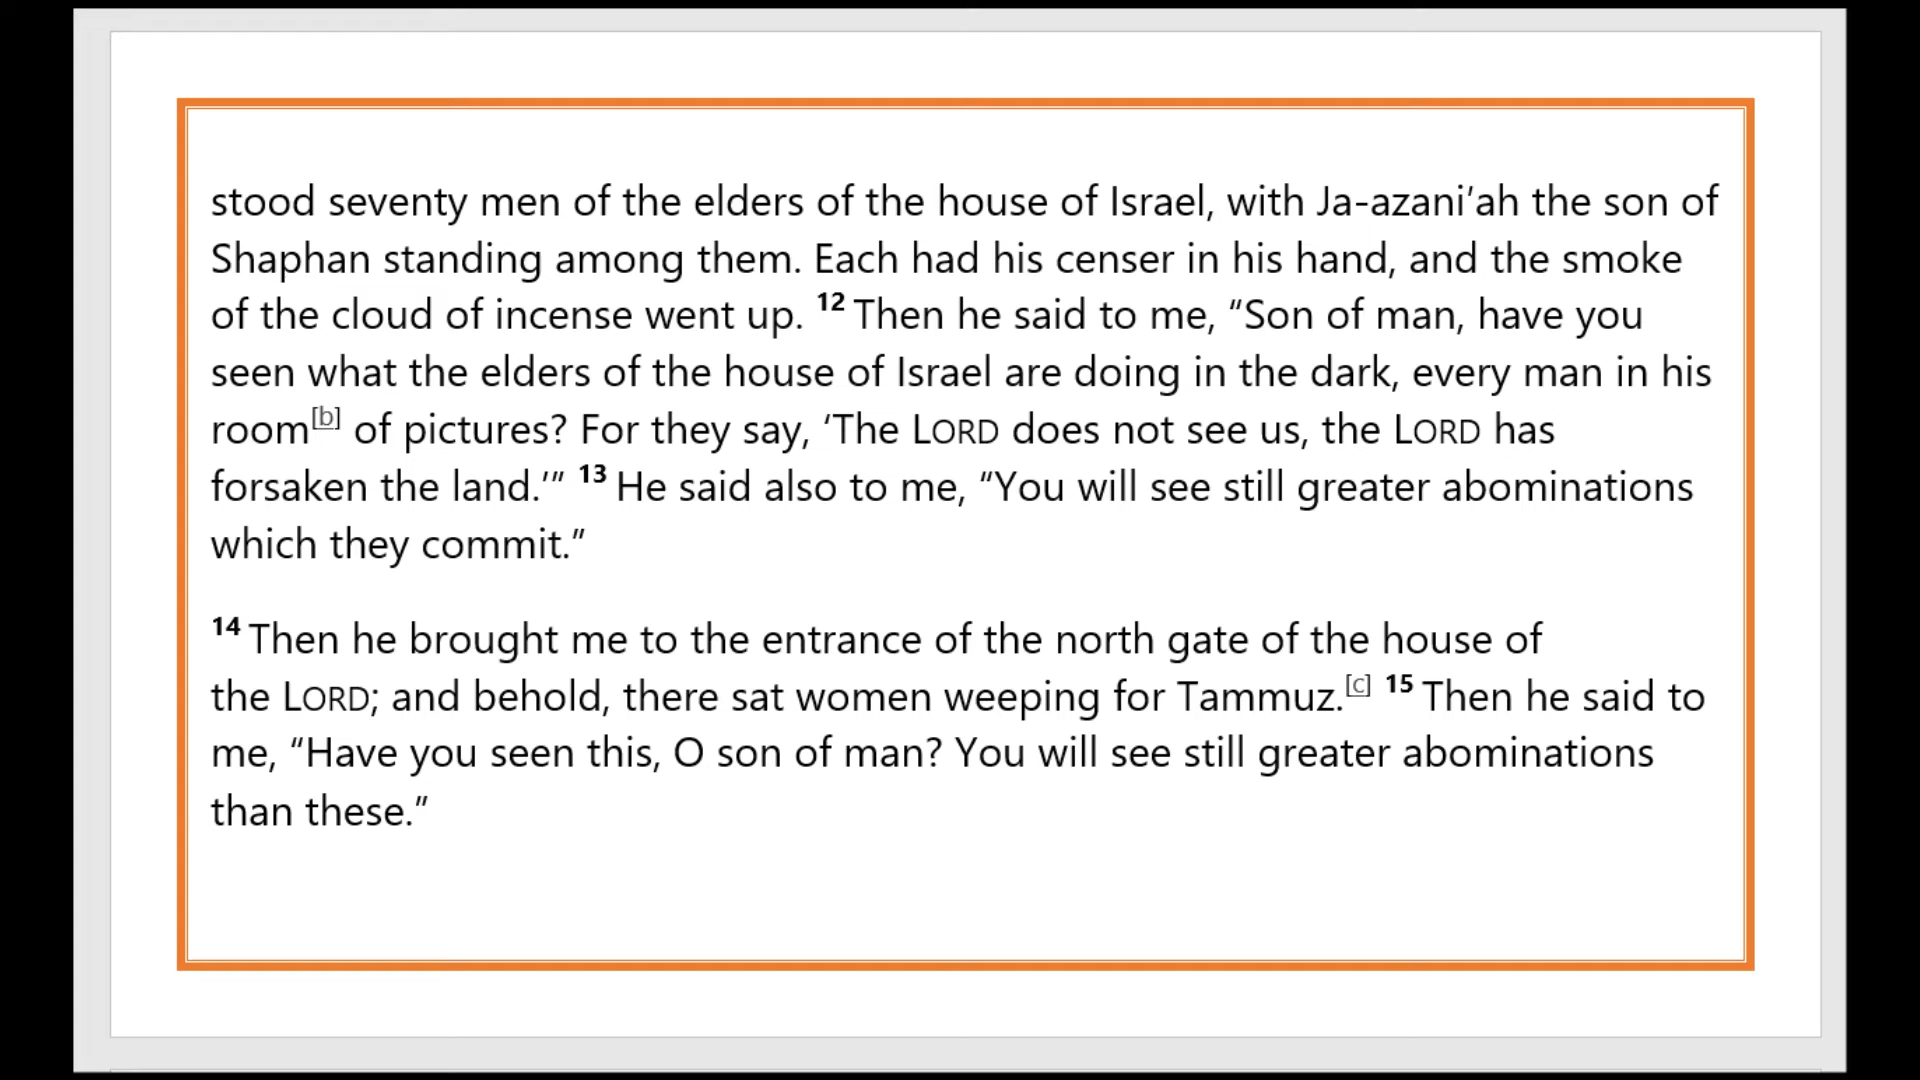 stood seventy men of the elders of the house of Israel, with Ja-azani′ah the son of
Shaphan standing among them. Each had his censer in his hand, and the smoke
of the cloud of incense went up. 12 Then he said to me, “Son of man, have you
seen what the elders of the house of Israel are doing in the dark, every man in his
room[b] of pictures? For they say, ‘The LORD does not see us, the LORD has
forsaken the land.’” 13 He said also to me, “You will see still greater abominations
which they commit.”
14 Then he brought me to the entrance of the north gate of the house of
the LORD; and behold, there sat women weeping for Tammuz.[c] 15 Then he said to
me, “Have you seen this, O son of man? You will see still greater abominations
than these.”